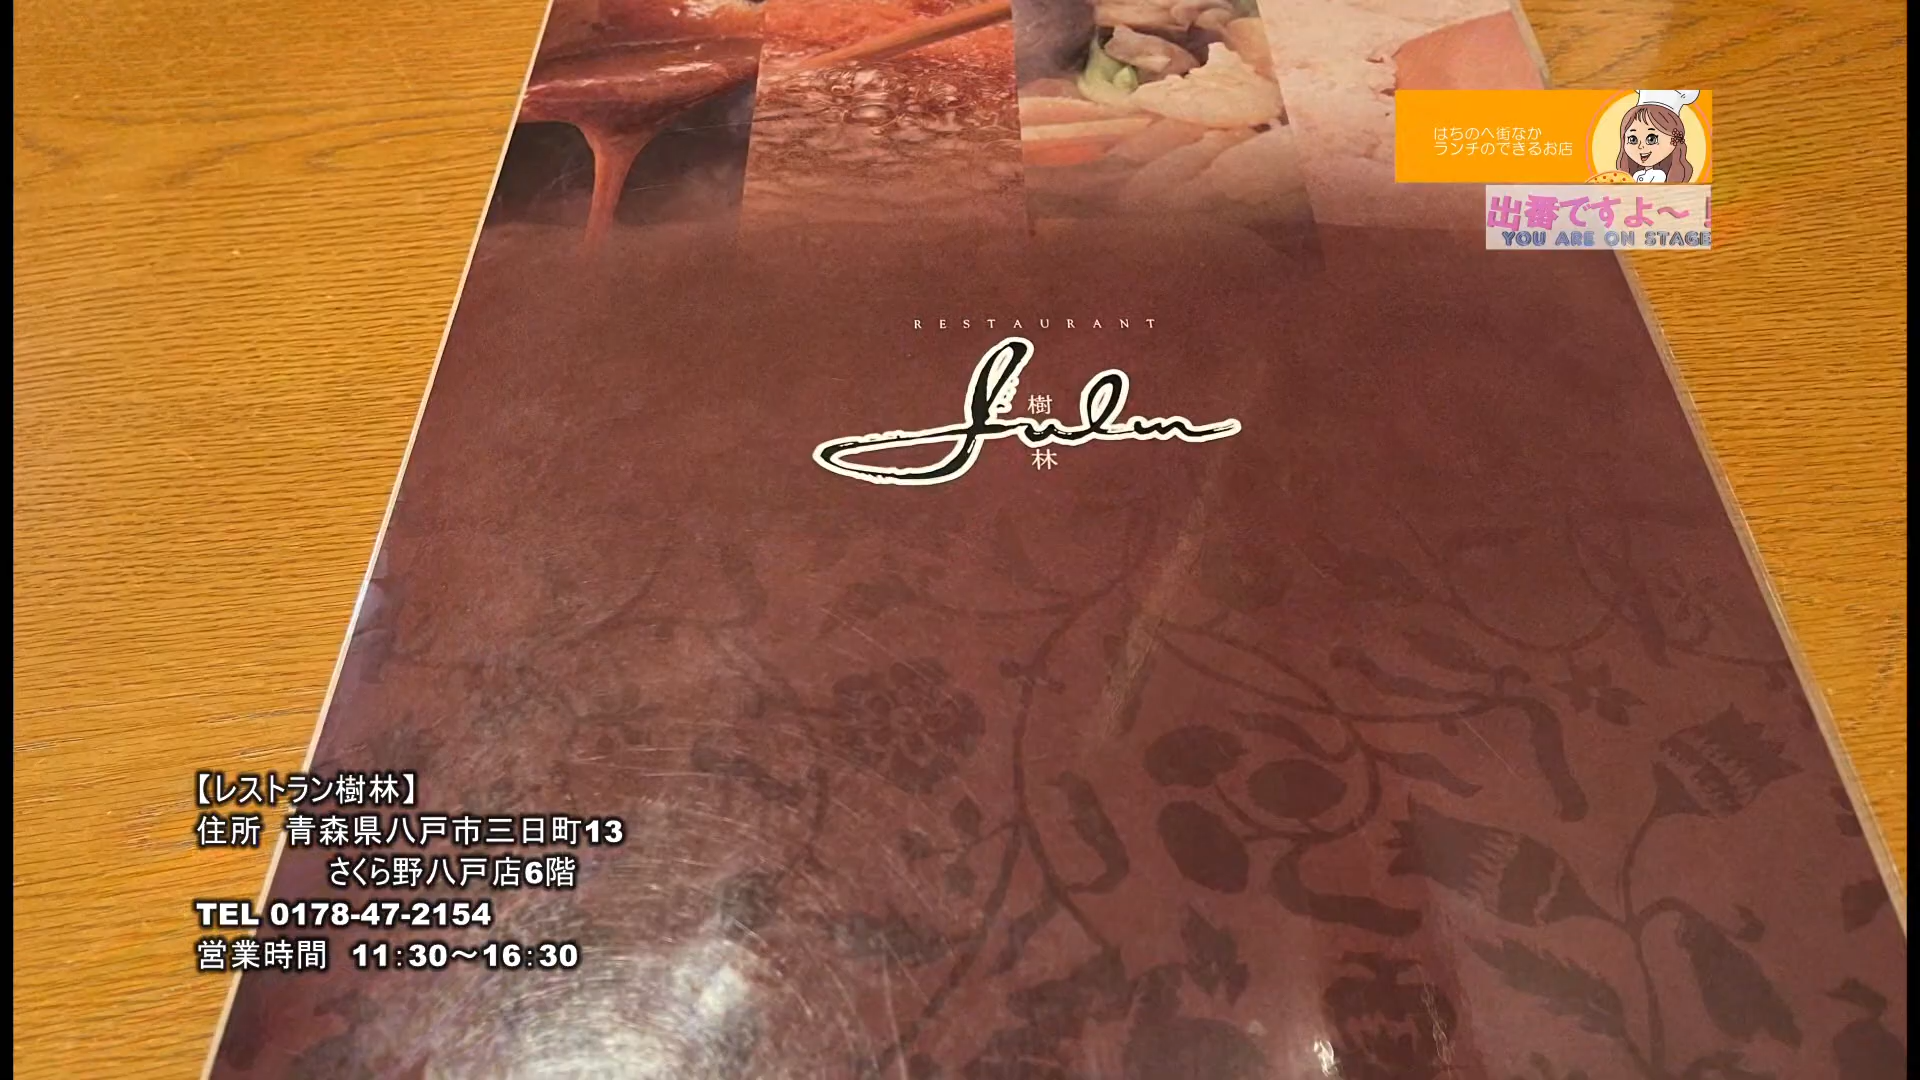 はちのへ街なか
ランチのできるお店
出番ですよ～！
YOU ARE ON STAGE
RESTAURANT
Julin
樹
林
【レストラン樹林】
住所　青森県八戸市三日町13
さくら野八戸店6階
TEL 0178-47-2154
営業時間　11：30～16：30